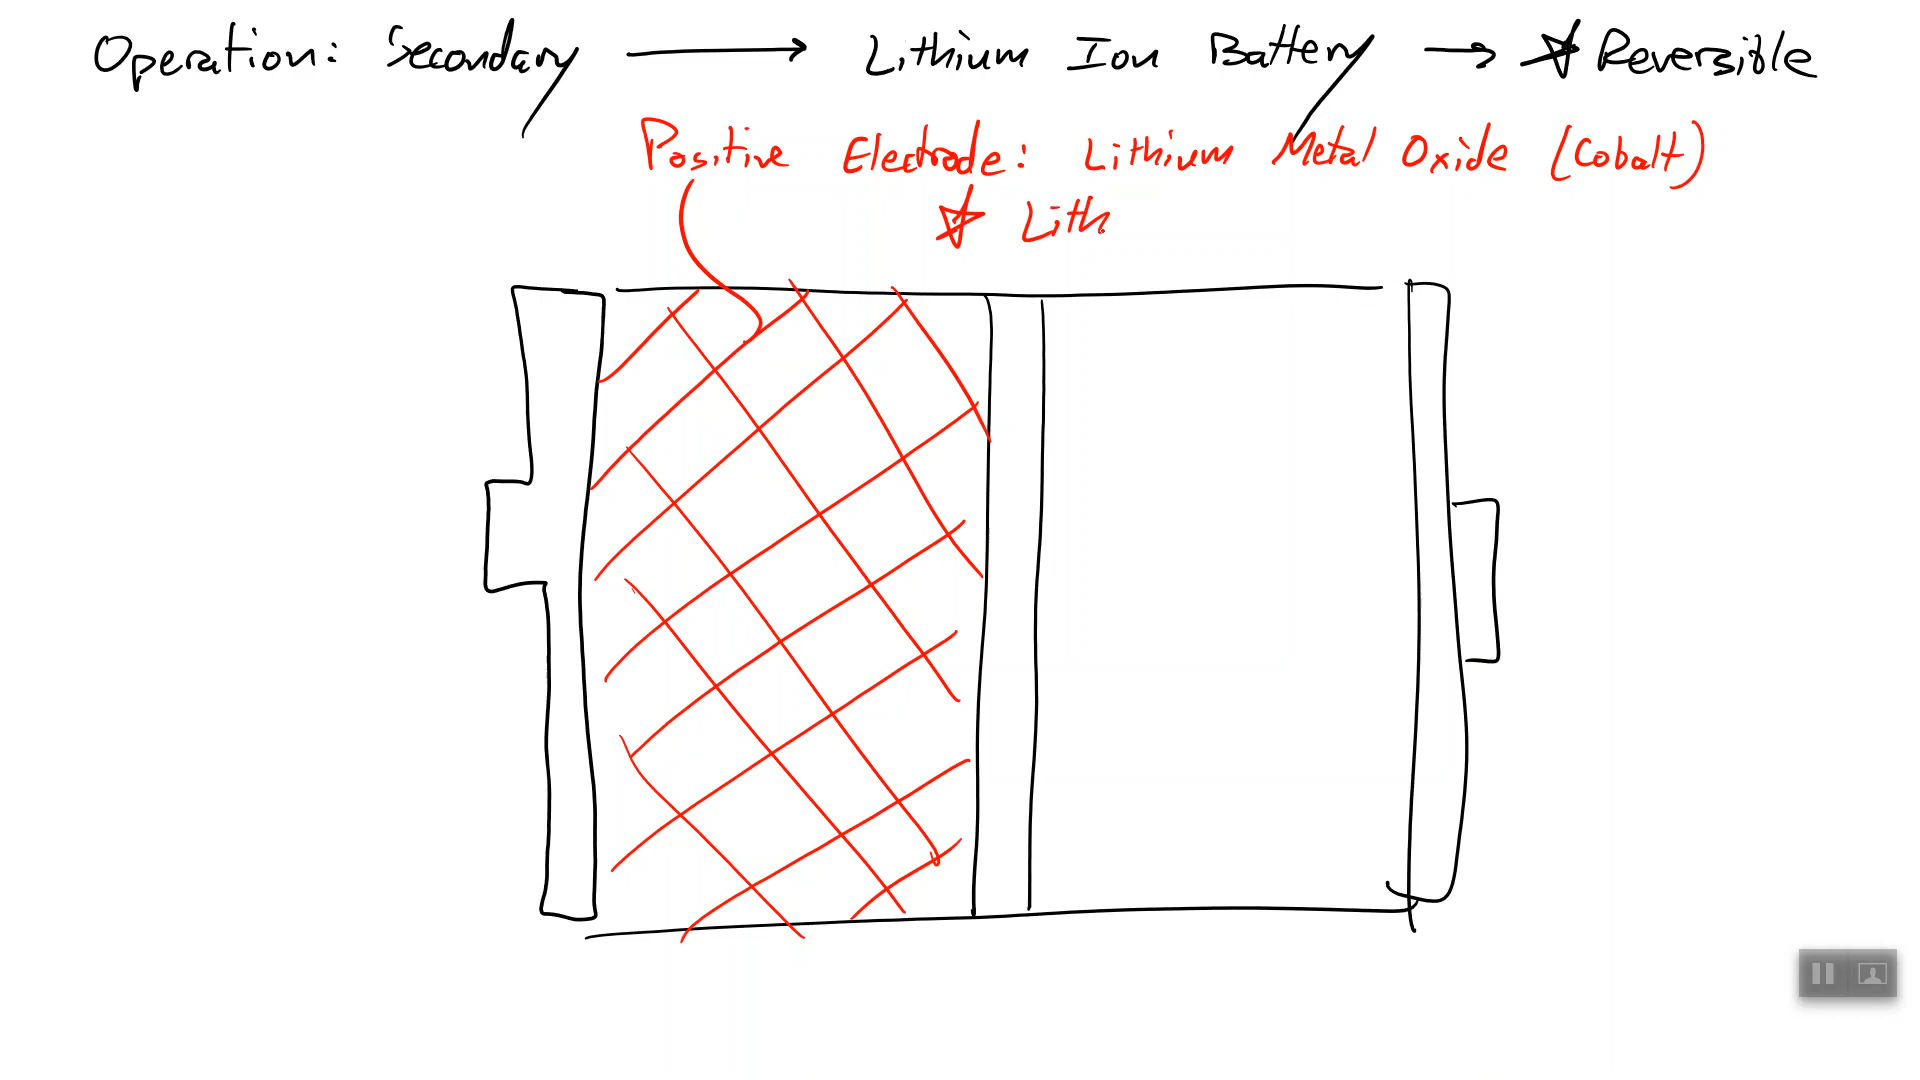 Operation: Secondary → Lithium Ion Battery → ☆ Reversible
Positive Electrode: Lithium Metal Oxide (Cobalt)
☆ Lith